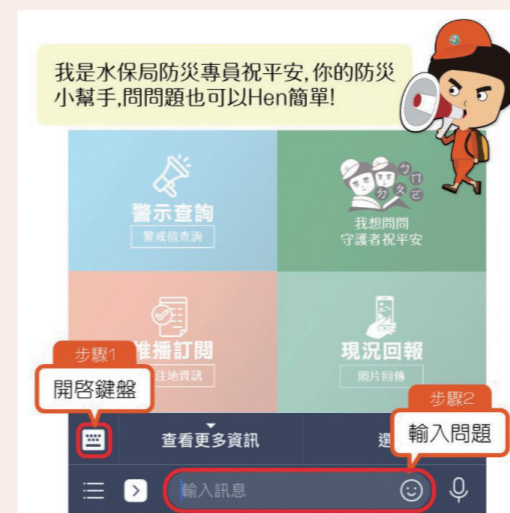 我是水保局防災專員祝平安,你的防災
小幫手,問問題也可以Hen簡單!
警示查詢
警戒值查詢
ㄅㄇ
ㄉㄆㄛ
我想問問
守護者祝平安
推播訂閱
注地資訊
現況回報
照片回傳
步驟1
開啓鍵盤
步驟2
輸入問題
查看更多資訊
選
輸入訊息